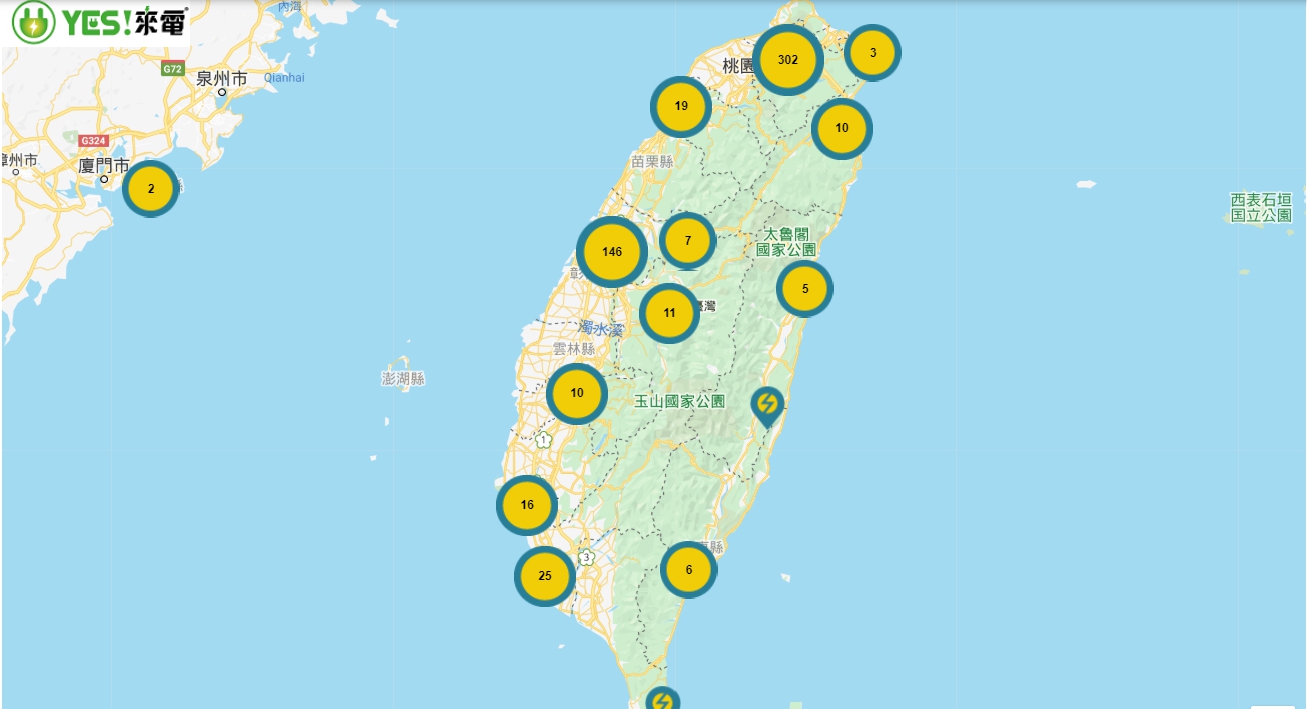 YES!來電
內海
G72
泉州市
Qianhai
G324
廈門市
2
桃園
302
3
19
10
苗栗縣
西表石垣
国立公園
太魯閣
國家公園
146
7
5
11
臺灣
濁水溪
雲林縣
澎湖縣
10
玉山國家公園
1
16
3
25
6